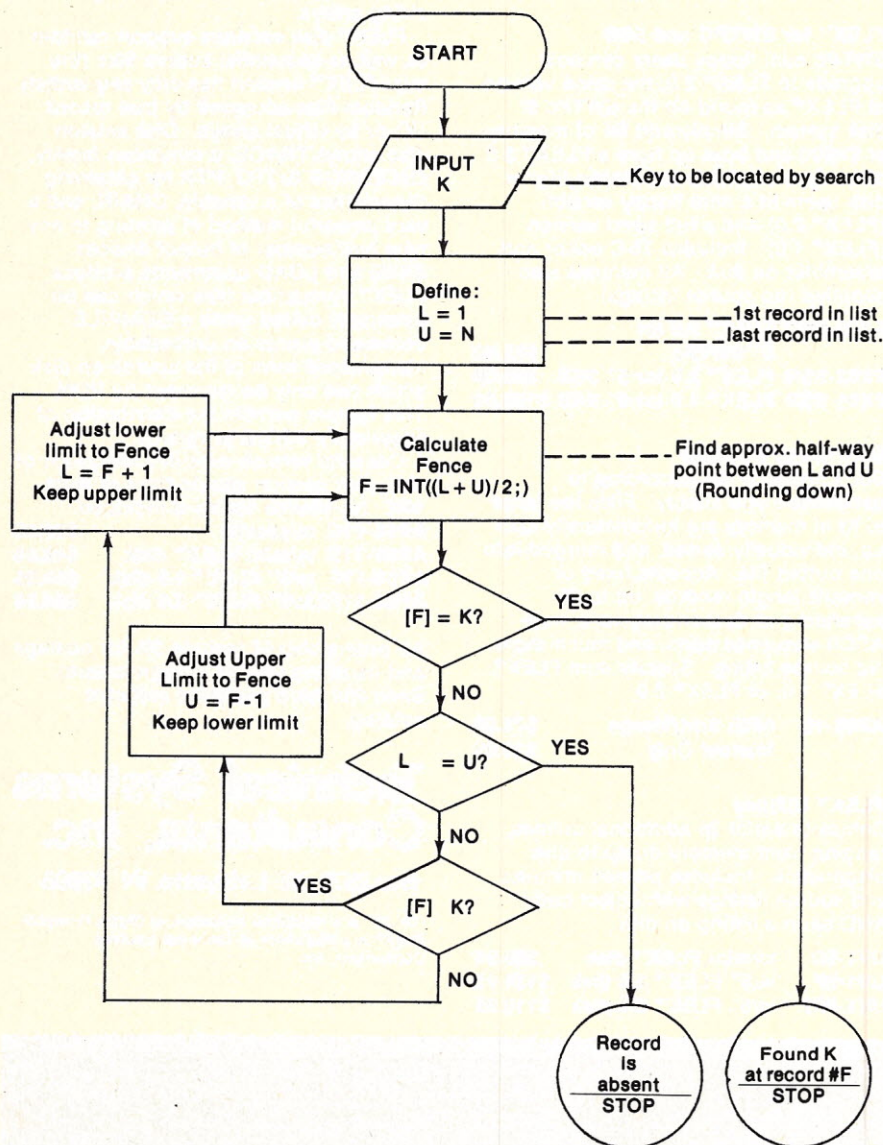 START
INPUT
K
Key to be located by search
Define:
L = 1
U = N
1st record in list
last record in list.
Adjust lower
limit to Fence
L = F + 1
Keep upper limit
Calculate
Fence
F = INT((L + U)/2;)
Find approx. half-way
point between L and U
(Rounding down)
[F] = K?
YES
NO
Adjust Upper
Limit to Fence
U = F-1
Keep lower limit
L = U?
YES
NO
YES
[F] K?
NO
Record
is
absent
STOP
Found K
at record #F
STOP